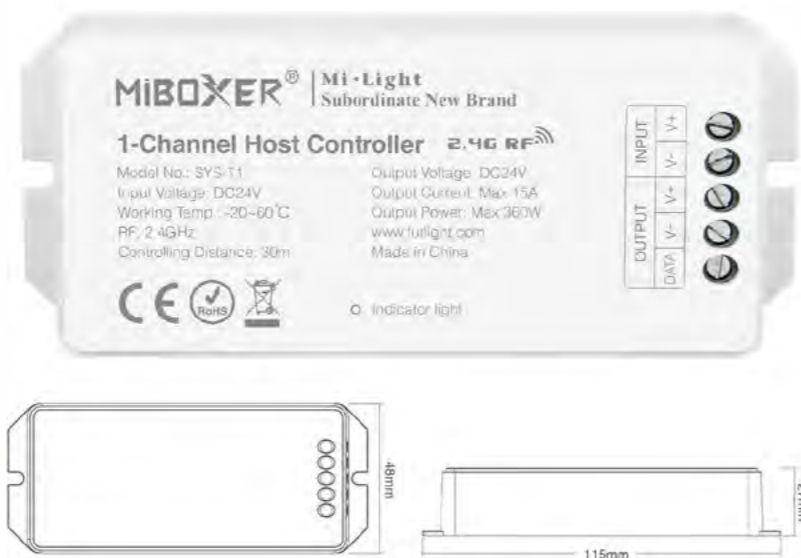 MiBOXER® Mi·Light
Subordinate New Brand
1-Channel Host Controller 2.4G RF
Model No.: SYS-T1
Input Voltage: DC24V
Working Temp.: -20~60°C
RF: 2.4GHz
Controlling Distance: 30m
Output Voltage: DC24V
Output Current: Max 15A
Output Power: Max 360W
www.futlight.com
Made in China
CE RoHS
Indicator light
INPUT V+
V-
OUTPUT V+
V-
DATA
48mm
115mm